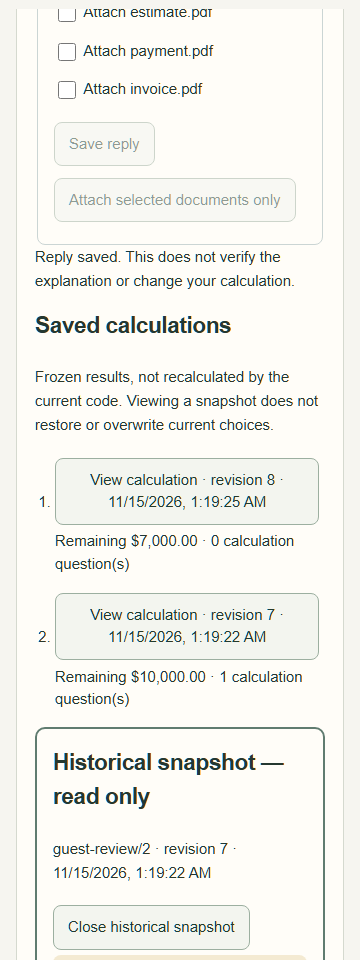 Attach estimate.pdf
Attach payment.pdf
Attach invoice.pdf
Save reply
Attach selected documents only
Reply saved. This does not verify the
explanation or change your calculation.
Saved calculations
Frozen results, not recalculated by the
current code. Viewing a snapshot does not
restore or overwrite current choices.
1.
View calculation · revision 8 ·
11/15/2026, 1:19:25 AM
Remaining $7,000.00 · 0 calculation
question(s)
2.
View calculation · revision 7 ·
11/15/2026, 1:19:22 AM
Remaining $10,000.00 · 1 calculation
question(s)
Historical snapshot —
read only
guest-review/2 · revision 7 ·
11/15/2026, 1:19:22 AM
Close historical snapshot